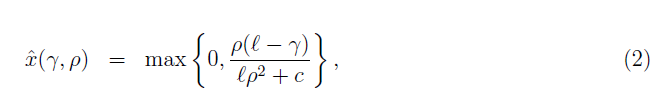 x̂(γ, ρ) = max { 0, ρ(ℓ − γ) / ℓρ² + c } , (2)